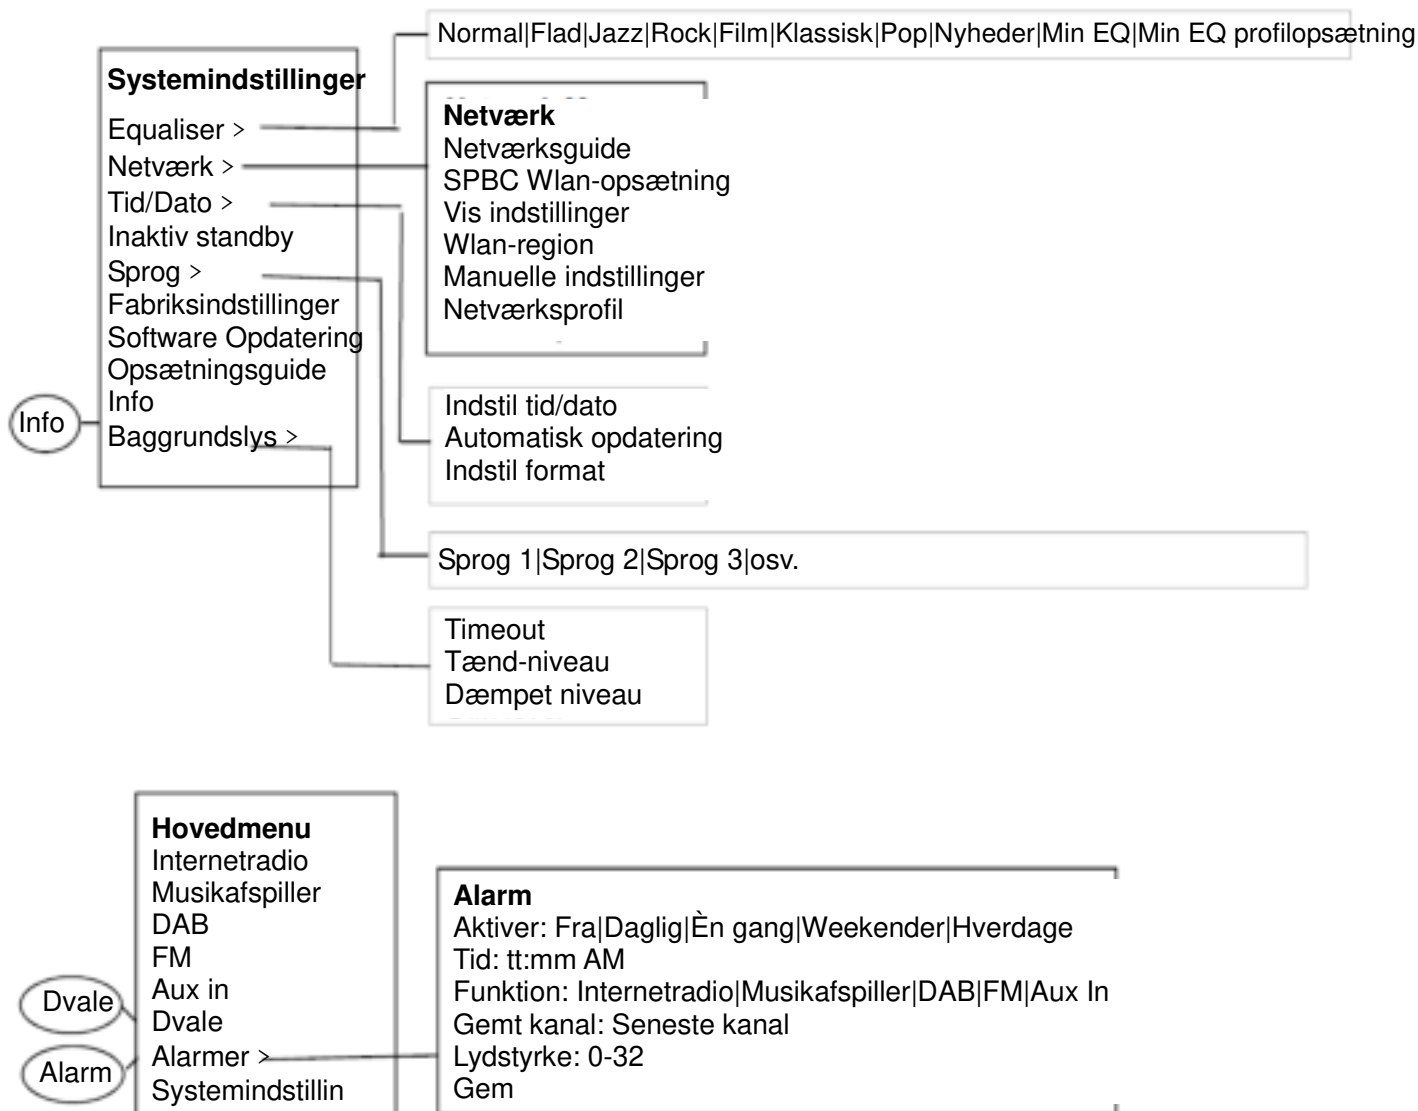 Normal|Flad|Jazz|Rock|Film|Klassisk|Pop|Nyheder|Min EQ|Min EQ profilopsætning
Systemindstillinger
Equaliser >
Netværk >
Tid/Dato >
Inaktiv standby
Sprog >
Fabriksindstillinger
Software Opdatering
Opsætningsguide
Info
Baggrundslys >
Info
Netværk
Netværksguide
SPBC Wlan-opsætning
Vis indstillinger
Wlan-region
Manuelle indstillinger
Netværksprofil
Indstil tid/dato
Automatisk opdatering
Indstil format
Sprog 1|Sprog 2|Sprog 3|osv.
Timeout
Tænd-niveau
Dæmpet niveau
Hovedmenu
Internetradio
Musikafspiller
DAB
FM
Aux in
Dvale
Alarmer >
Systemindstillin
Dvale
Alarm
Alarm
Aktiver: Fra|Daglig|Èn gang|Weekender|Hverdage
Tid: tt:mm AM
Funktion: Internetradio|Musikafspiller|DAB|FM|Aux In
Gemt kanal: Seneste kanal
Lydstyrke: 0-32
Gem